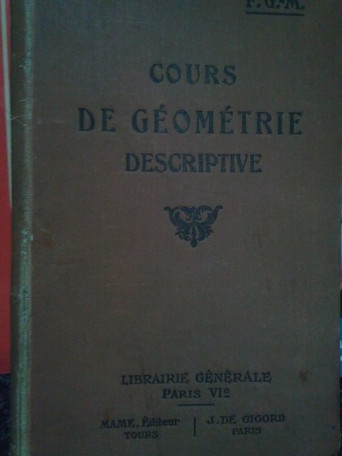 F. G.-M.
COURS
DE GÉOMÉTRIE
DESCRIPTIVE
LIBRAIRIE GÉNÉRALE
PARIS VIe
MAME, Éditeur | J. DE GIGORD
TOURS PARIS